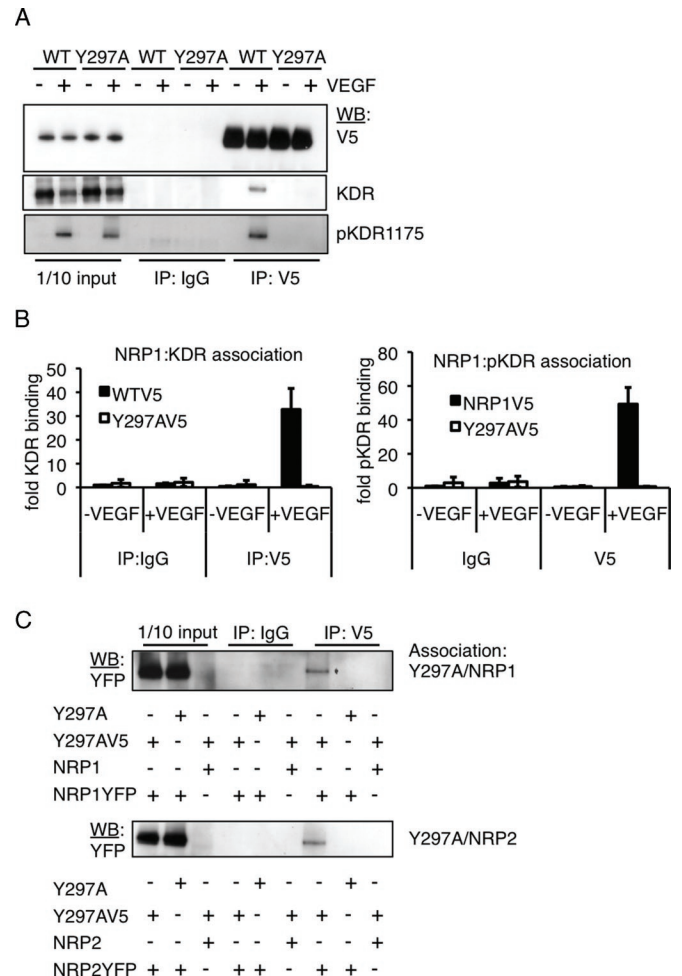 A
WT Y297A WT Y297A WT Y297A
- + - + - + - + - + - + VEGF
WB:
V5
KDR
pKDR1175
1/10 input IP: IgG IP: V5
B
NRP1:KDR association
fold KDR binding
50
40
30
20
10
0
WTV5
Y297AV5
-VEGF +VEGF -VEGF +VEGF
IP:IgG IP:V5
NRP1:pKDR association
fold pKDR binding
80
60
40
20
0
NRP1V5
Y297AV5
-VEGF +VEGF -VEGF +VEGF
IgG V5
C
1/10 input IP: IgG IP: V5
WB:
YFP
Association:
Y297A/NRP1
Y297A - + - - + - - + -
Y297AV5 + - + + - + + - +
NRP1 - - + - - + - - +
NRP1YFP + + - + + - + + -
WB:
YFP
Y297A/NRP2
Y297A - + - - + - - + -
Y297AV5 + - + + - + + - +
NRP2 - - + - - + - - +
NRP2YFP + + - + + - + + -